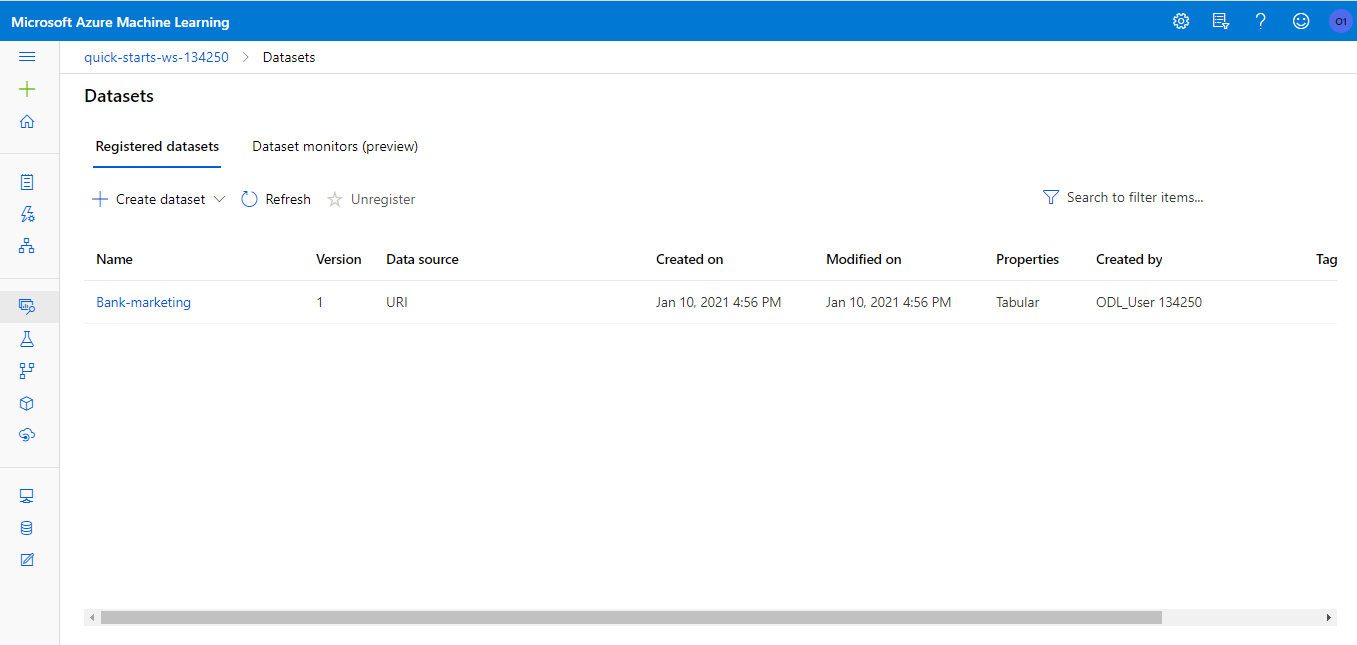 Microsoft Azure Machine Learning
O1
quick-starts-ws-134250 > Datasets
Datasets
Registered datasets Dataset monitors (preview)
Create dataset Refresh Unregister Search to filter items...
Name Version Data source Created on Modified on Properties Created by Tag
Bank-marketing 1 URI Jan 10, 2021 4:56 PM Jan 10, 2021 4:56 PM Tabular ODL_User 134250